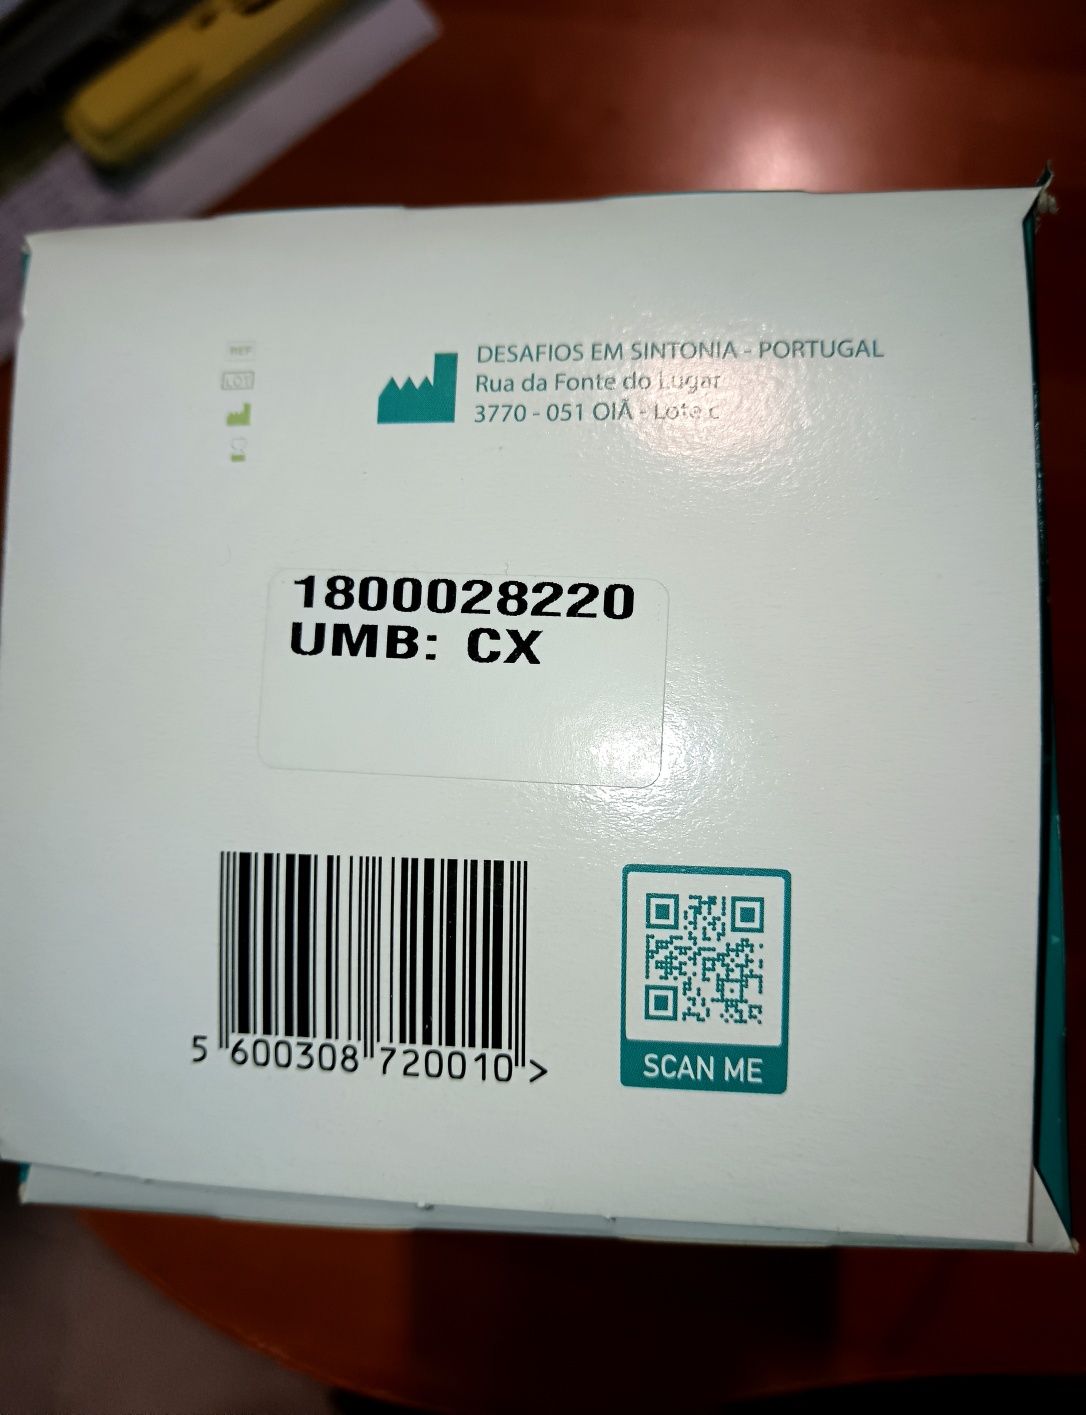 REF
LOT
DESAFIOS EM SINTONIA - PORTUGAL
Rua da Fonte do Lugar
3770 - 051 OIÃ - Lote c
1800028220
UMB: CX
5 600308 720010 >
SCAN ME